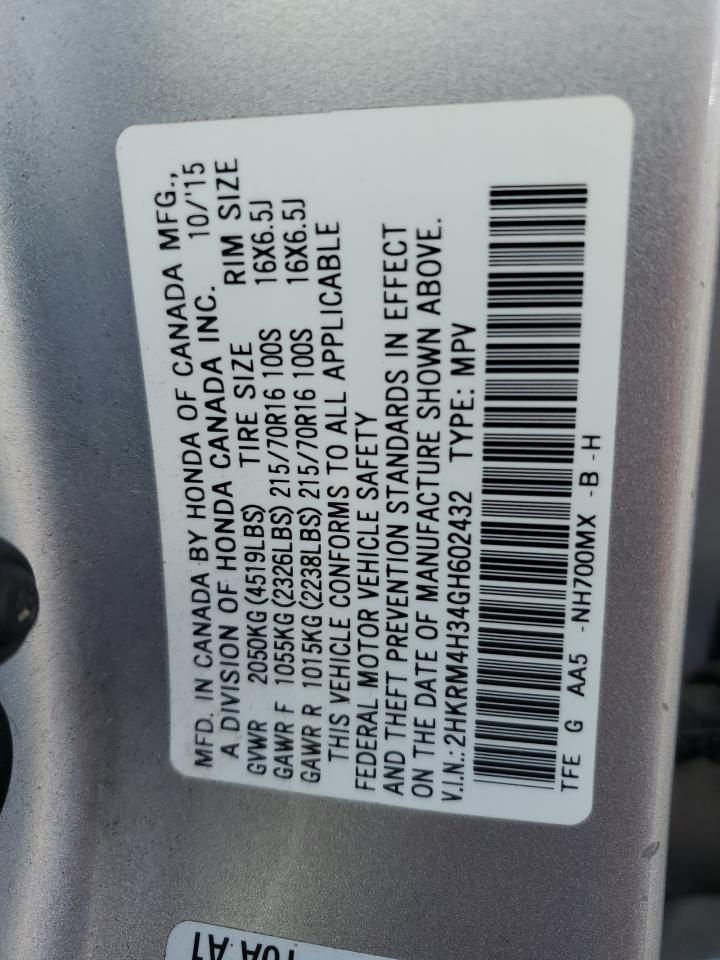 MFD. IN CANADA BY HONDA OF CANADA MFG.,
A DIVISION OF HONDA CANADA INC. 10/'15
GVWR 2050KG(4519LBS) TIRE SIZE RIM SIZE
GAWR F 1055KG(2326LBS)215/70R16 100S 16X6.5J
GAWR R 1015KG(2238LBS)215/70R16 100S 16X6.5J
THIS VEHICLE CONFORMS TO ALL APPLICABLE
FEDERAL MOTOR VEHICLE SAFETY
AND THEFT PREVENTION STANDARDS IN EFFECT
ON THE DATE OF MANUFACTURE SHOWN ABOVE.
V.I.N.:2HKRM4H34GH602432 TYPE: MPV
TFE G AA5 -NH700MX -B -H
0A A1